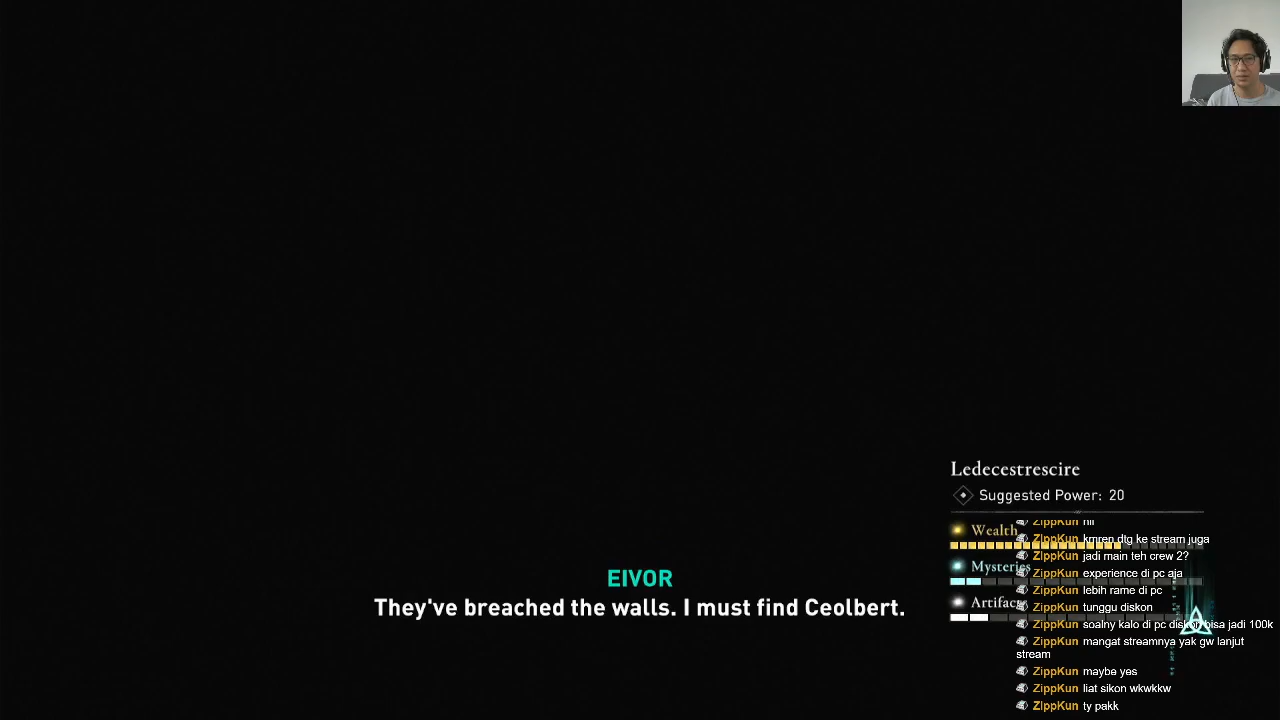 Ledecestrescire
Suggested Power: 20
Wealth
Mysteries
Artifac
ZippKun
ZippKun kmren dtg ke stream juga
ZippKun jadi main teh crew 2?
ZippKun experience di pc aja
ZippKun lebih rame di pc
ZippKun tunggu diskon
ZippKun soalny kalo di pc diskon bisa jadi 100k
ZippKun mangat streamnya yak gw lanjut
stream
ZippKun maybe yes
ZippKun liat sikon wkwkkw
ZippKun ty pakk
EIVOR
They've breached the walls. I must find Ceolbert.